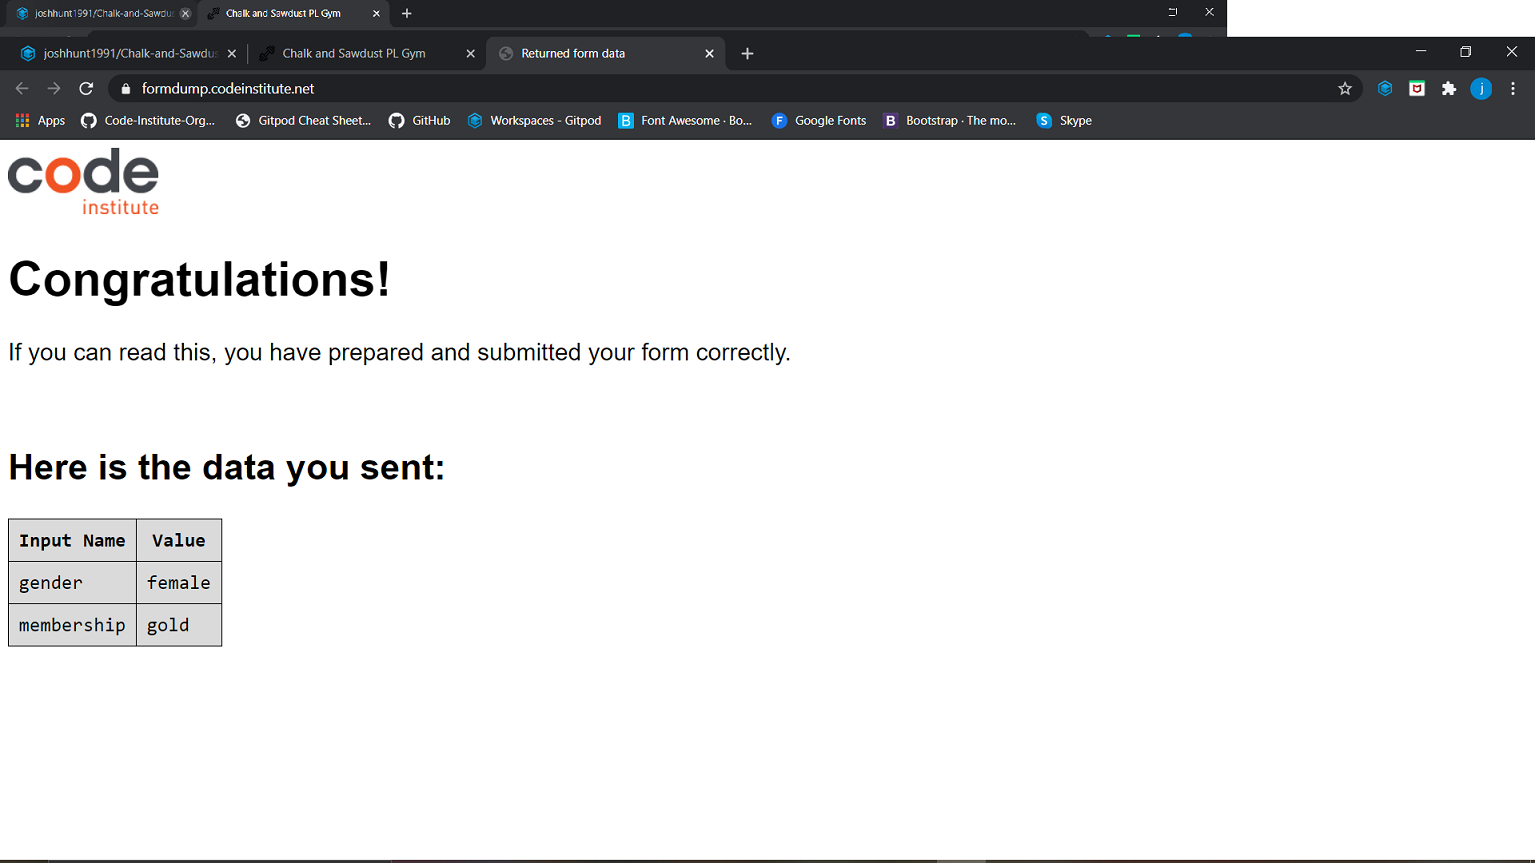 joshhunt1991/Chalk-and-Sawdu
Chalk and Sawdust PL Gym
joshhunt1991/Chalk-and-Sawdus
Chalk and Sawdust PL Gym
Returned form data
formdump.codeinstitute.net
j
Apps
Code-Institute-Org...
Gitpod Cheat Sheet...
GitHub
Workspaces - Gitpod
B Font Awesome · Bo...
F Google Fonts
B Bootstrap · The mo...
S Skype
code
institute
Congratulations!
If you can read this, you have prepared and submitted your form correctly.
Here is the data you sent:
Input Name Value
gender female
membership gold